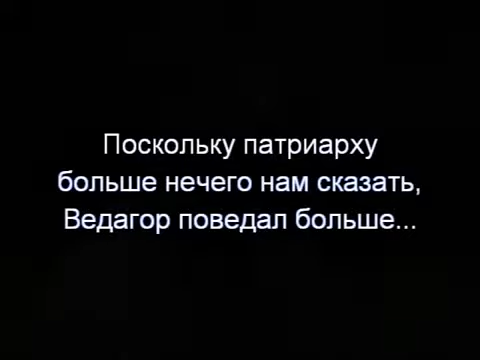 Поскольку патриарху
больше нечего нам сказать,
Ведагор поведал больше...